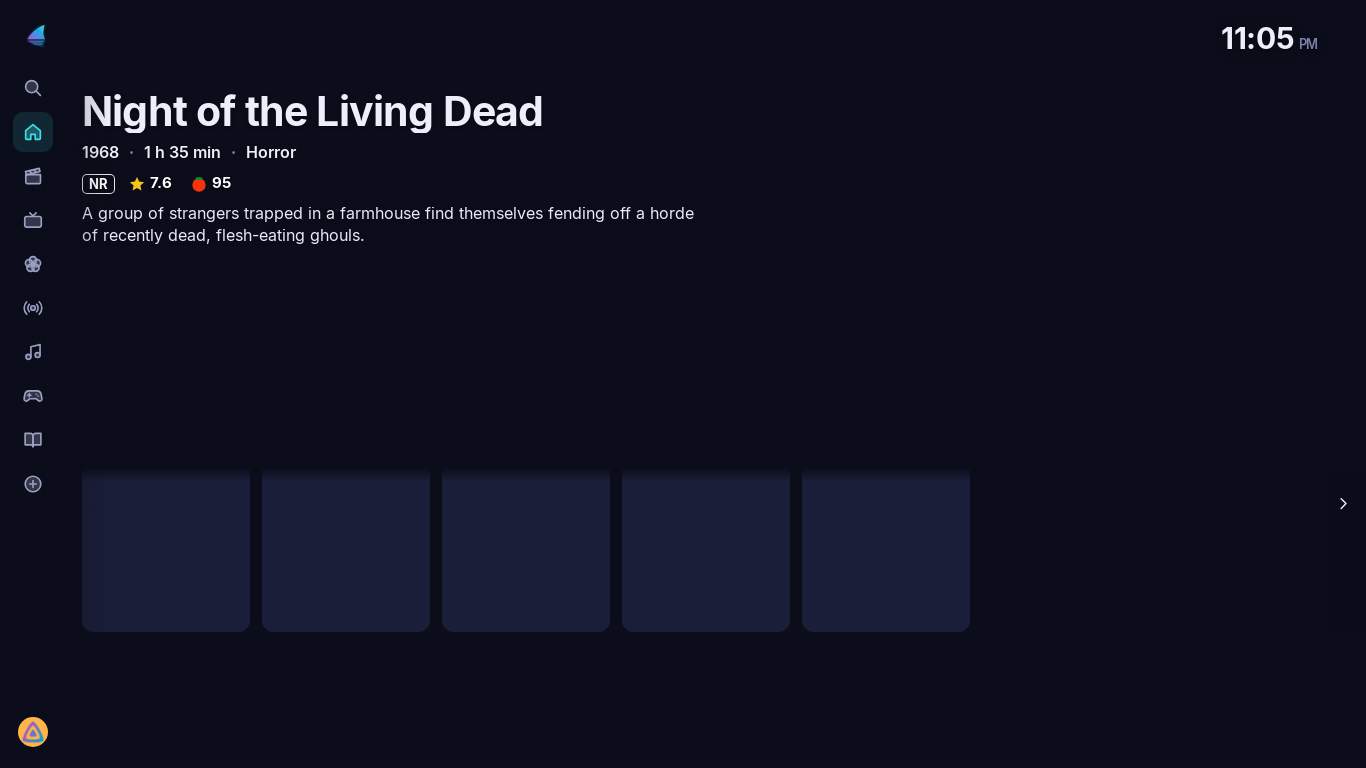 11:05 PM
Night of the Living Dead
1968 · 1 h 35 min · Horror
NR 7.6 95
A group of strangers trapped in a farmhouse find themselves fending off a horde
of recently dead, flesh-eating ghouls.